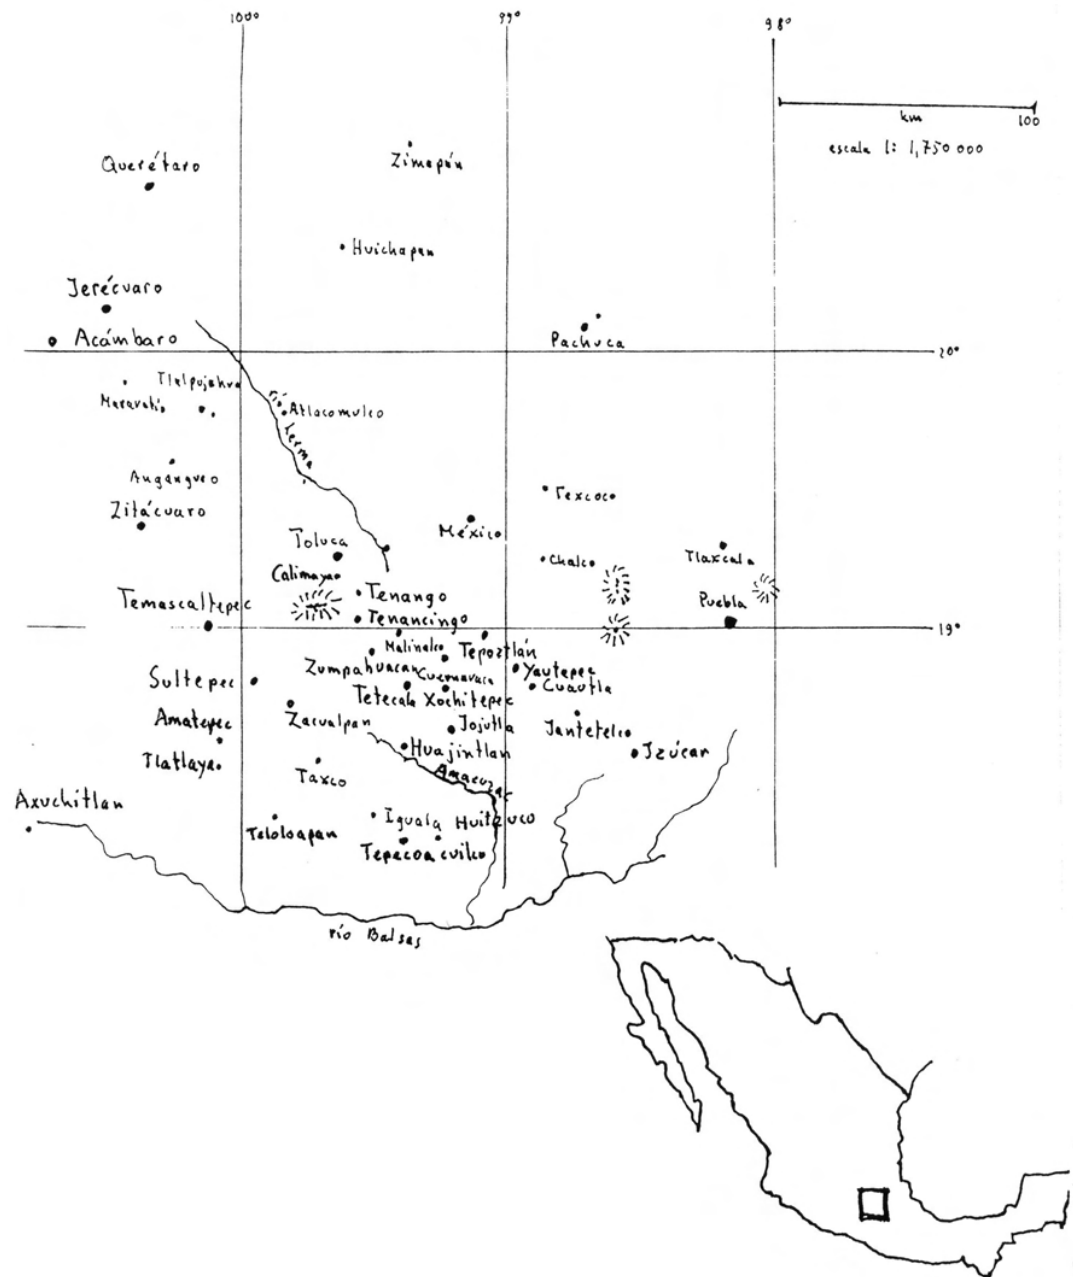 100°
99°
98°
km
100
escala 1: 1,750 000
Querétaro
Zimapán
Huichapan
Jerécuaro
Acámbaro
Pachuca
20°
Tlalpujahua
Maravatío
Atlacomulco
Lerma
Angangueo
Zitácuaro
Texcoco
México
Toluca
Chalco
Tlaxcala
Calimaya
Tenango
Puebla
Temascaltepec
Tenancingo
19°
Malinalco
Tepoztlán
Zumpahuacan
Cuernavaca
Yautepec
Sultepec
Cuautla
Tetecala
Xochitepec
Amatepec
Zacualpan
Jojutla
Jantetelco
Huajintlan
Izúcar
Tlatlaya
Taxco
Amacuzac
Axuchitlan
Iguala
Huitzuco
Teloloapan
Tepecoacuilco
río Balsas